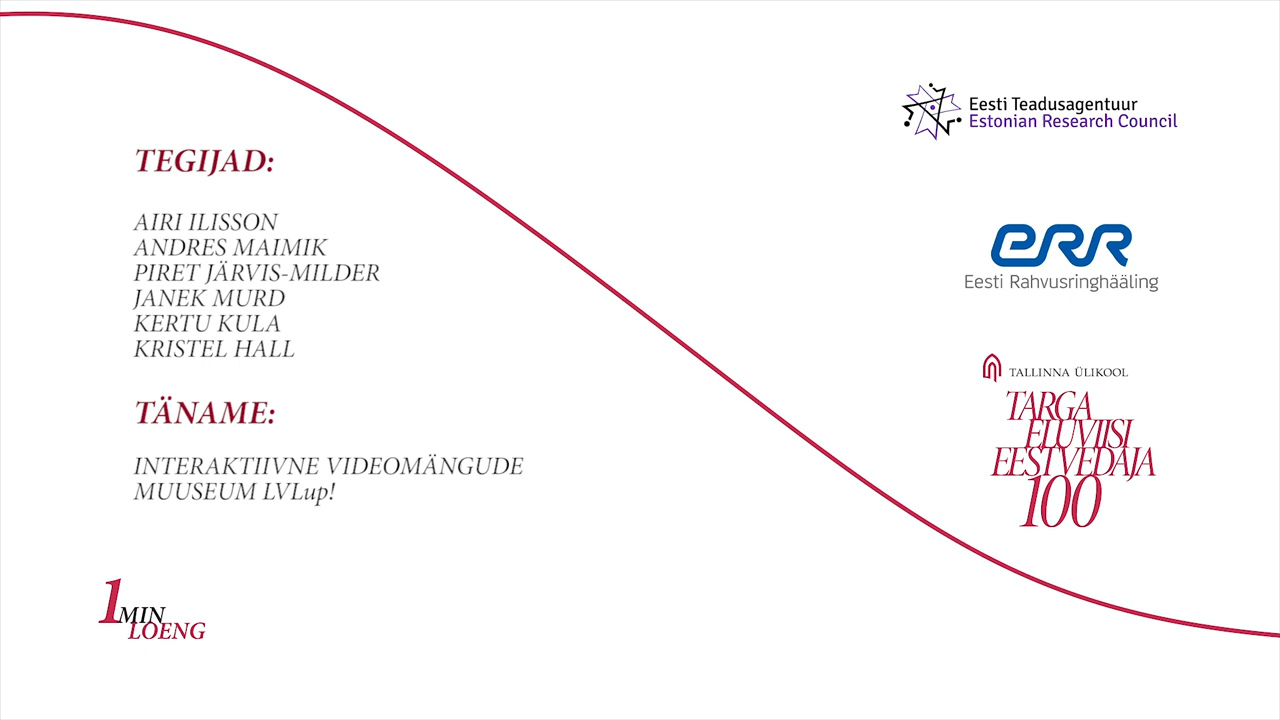 TEGIJAD:
AIRI ILISSON
ANDRES MAIMIK
PIRET JÄRVIS-MILDER
JANEK MURD
KERTU KULA
KRISTEL HALL
TÄNAME:
INTERAKTIIVNE VIDEOMÄNGUDE
MUUSEUM LVLup!
1MIN
LOENG
Eesti Teadusagentuur
Estonian Research Council
eRR
Eesti Rahvusringhääling
TALLINNA ÜLIKOOL
TARGA
ELUVIISI
EESTVEDAJA
100